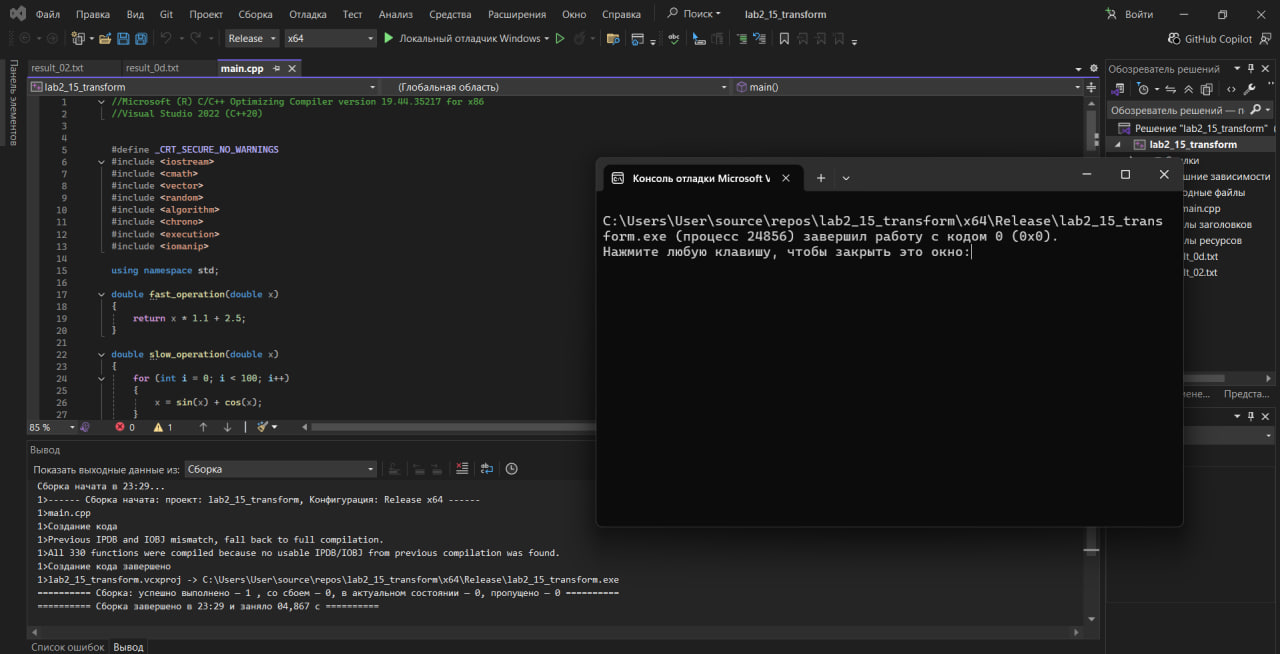 Файл Правка Вид Git Проект Сборка Отладка Тест Анализ Средства Расширения Окно Справка Поиск lab2_15_transform Войти
Release x64 Локальный отладчик Windows GitHub Copilot
Панель элементов
result_02.txt result_0d.txt main.cpp
lab2_15_transform (Глобальная область) main()
1 //Microsoft (R) C/C++ Optimizing Compiler version 19.44.35217 for x86
2 //Visual Studio 2022 (C++20)
3
4
5 #define _CRT_SECURE_NO_WARNINGS
6 #include <iostream>
7 #include <cmath>
8 #include <vector>
9 #include <random>
10 #include <algorithm>
11 #include <chrono>
12 #include <execution>
13 #include <iomanip>
14
15 using namespace std;
16
17 double fast_operation(double x)
18 {
19 return x * 1.1 + 2.5;
20 }
21
22 double slow_operation(double x)
23 {
24 for (int i = 0; i < 100; i++)
25 {
26 x = sin(x) + cos(x);
27 }
85 % 0 1
Консоль отладки Microsoft V
C:\Users\User\source\repos\lab2_15_transform\x64\Release\lab2_15_trans
form.exe (процесс 24856) завершил работу с кодом 0 (0x0).
Нажмите любую клавишу, чтобы закрыть это окно:
Обозреватель решений
Обозреватель решений — п
Решение "lab2_15_transform"
lab2_15_transform
шние зависимости
одные файлы
main.cpp
лы заголовков
лы ресурсов
lt_0d.txt
lt_02.txt
ене... Предста...
Вывод
Показать выходные данные из: Сборка
Сборка начата в 23:29...
1>------ Сборка начата: проект: lab2_15_transform, Конфигурация: Release x64 ------
1>main.cpp
1>Создание кода
1>Previous IPDB and IOBJ mismatch, fall back to full compilation.
1>All 330 functions were compiled because no usable IPDB/IOBJ from previous compilation was found.
1>Создание кода завершено
1>lab2_15_transform.vcxproj -> C:\Users\User\source\repos\lab2_15_transform\x64\Release\lab2_15_transform.exe
========== Сборка: успешно выполнено — 1 , со сбоем — 0, в актуальном состоянии — 0, пропущено — 0 ==========
========== Сборка завершено в 23:29 и заняло 04,867 с ==========
Список ошибок Вывод